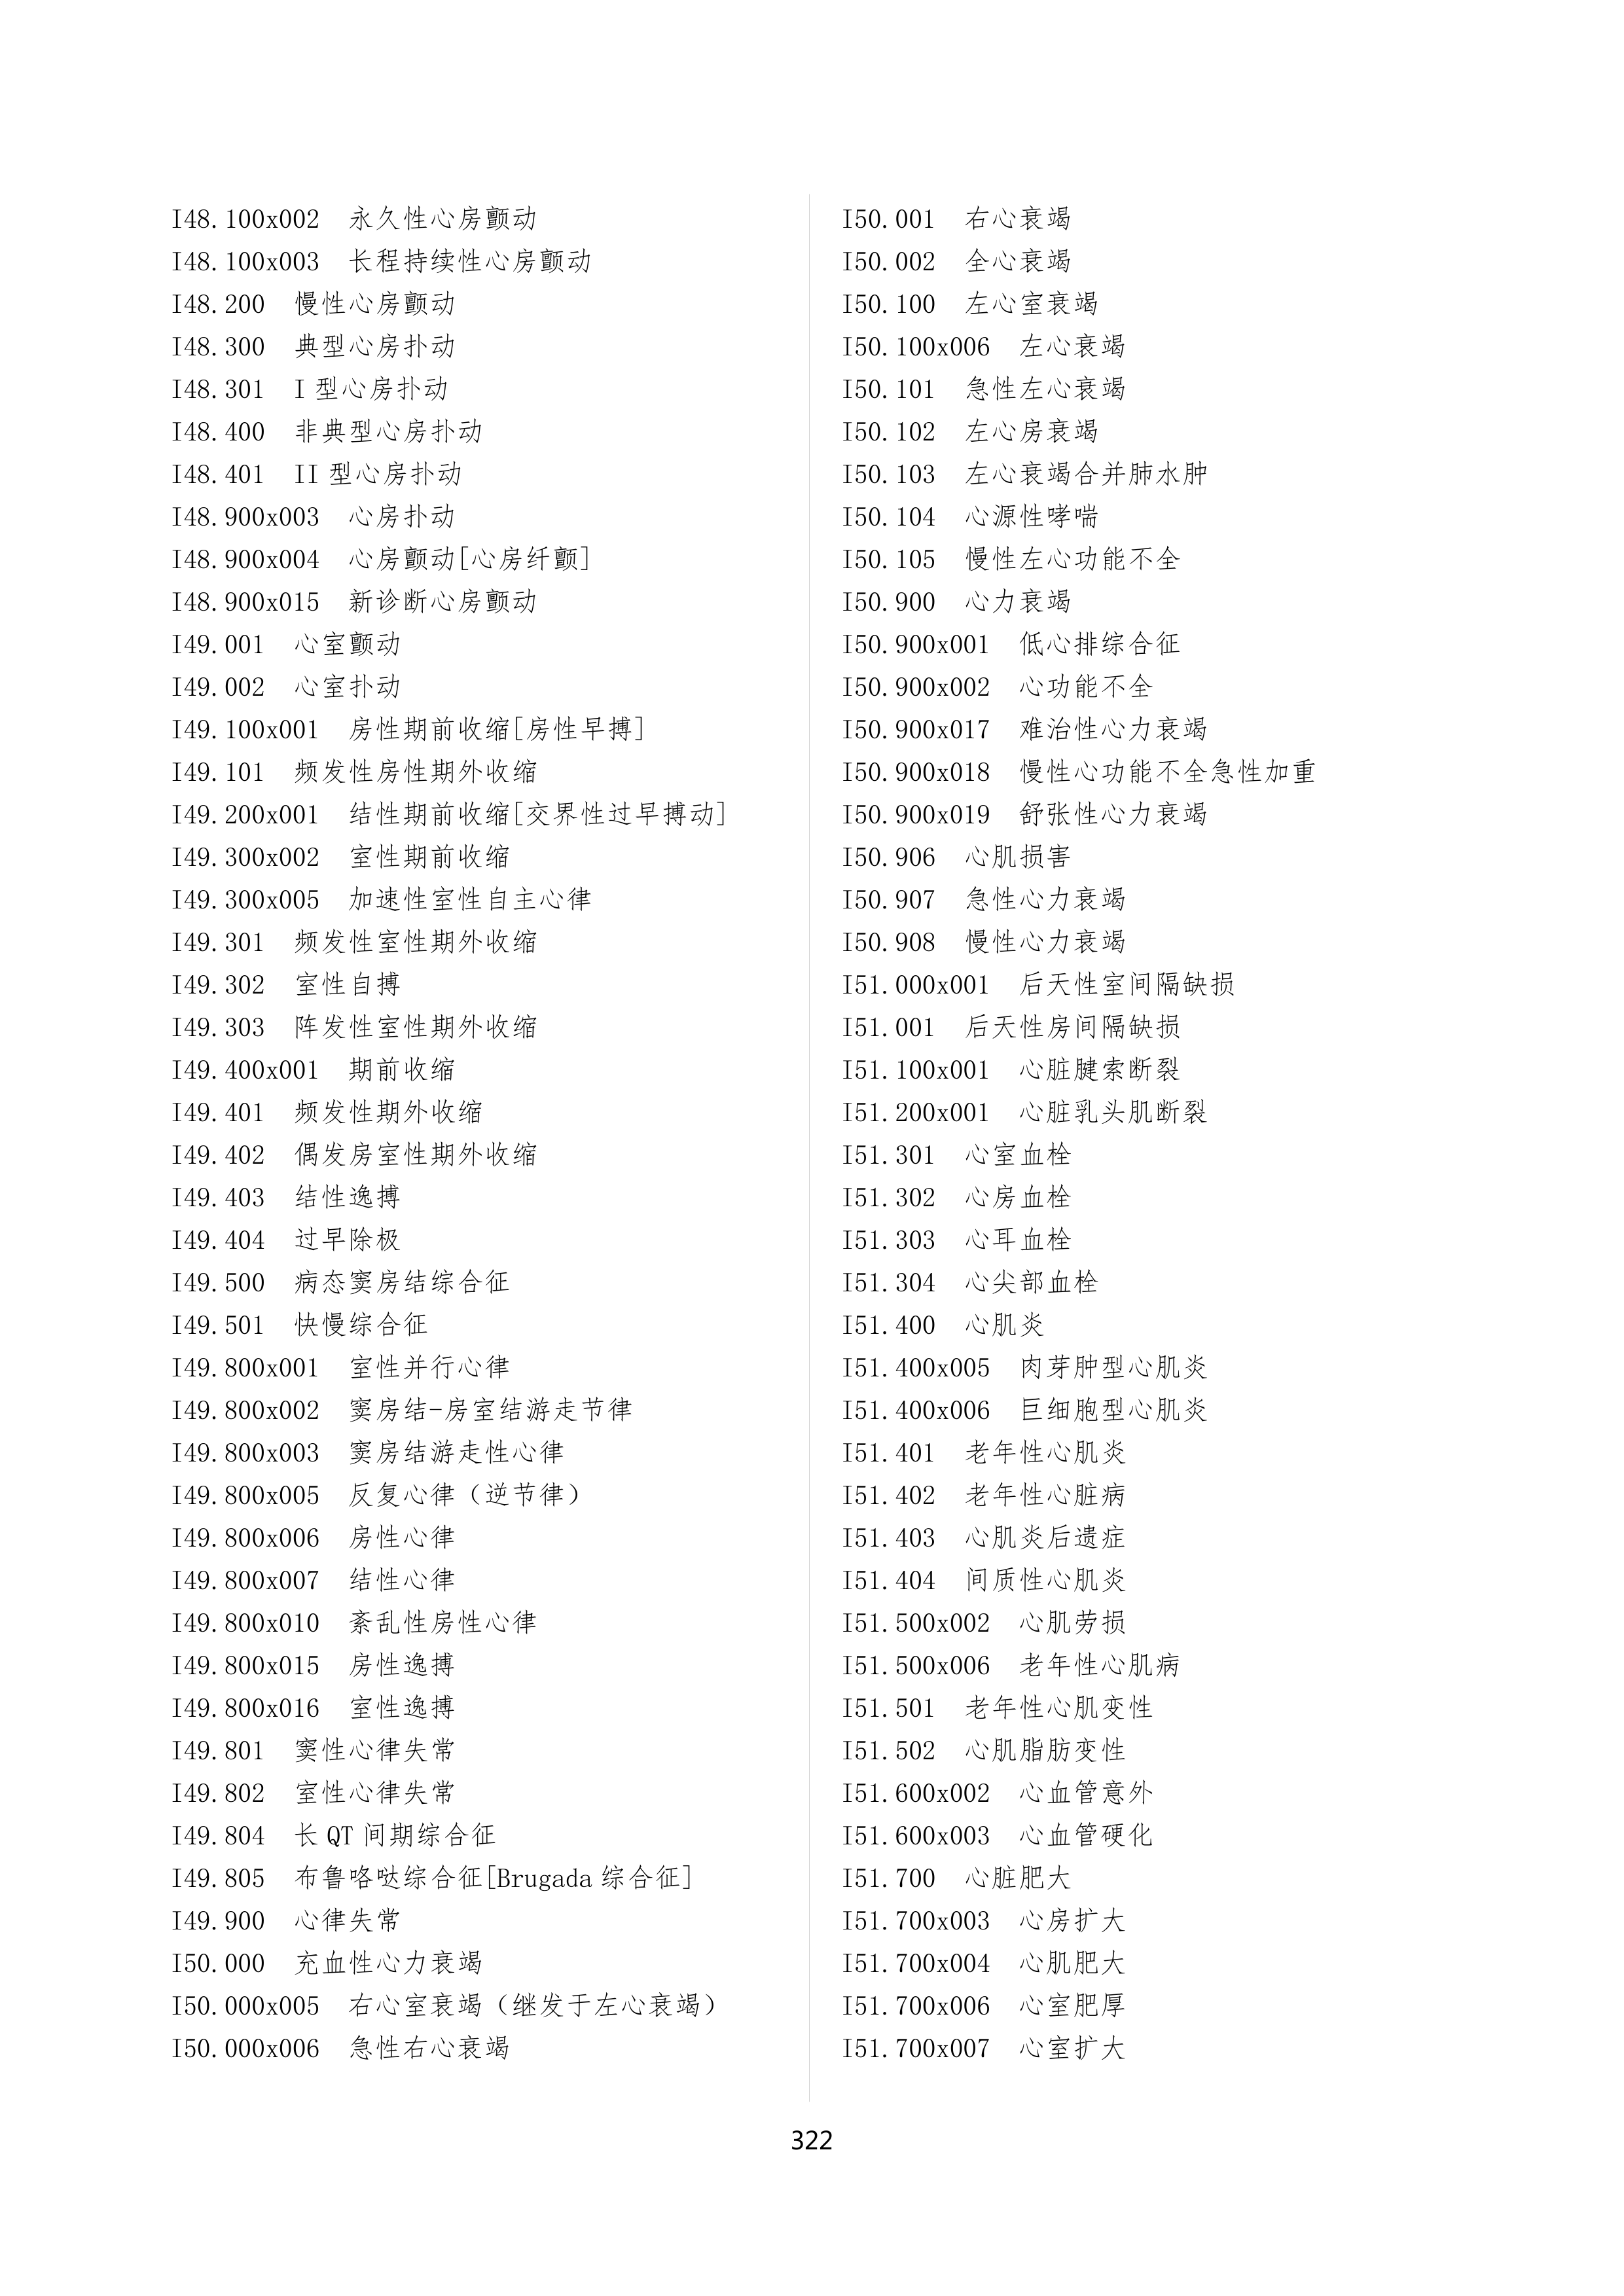 I48.100x002 永久性心房颤动
I48.100x003 长程持续性心房颤动
I48.200 慢性心房颤动
I48.300 典型心房扑动
I48.301 I型心房扑动
I48.400 非典型心房扑动
I48.401 II型心房扑动
I48.900x003 心房扑动
I48.900x004 心房颤动[心房纤颤]
I48.900x015 新诊断心房颤动
I49.001 心室颤动
I49.002 心室扑动
I49.100x001 房性期前收缩[房性早搏]
I49.101 频发性房性期外收缩
I49.200x001 结性期前收缩[交界性过早搏动]
I49.300x002 室性期前收缩
I49.300x005 加速性室性自主心律
I49.301 频发性室性期外收缩
I49.302 室性自搏
I49.303 阵发性室性期外收缩
I49.400x001 期前收缩
I49.401 频发性期外收缩
I49.402 偶发房室性期外收缩
I49.403 结性逸搏
I49.404 过早除极
I49.500 病态窦房结综合征
I49.501 快慢综合征
I49.800x001 室性并行心律
I49.800x002 窦房结-房室结游走节律
I49.800x003 窦房结游走性心律
I49.800x005 反复心律（逆节律）
I49.800x006 房性心律
I49.800x007 结性心律
I49.800x010 紊乱性房性心律
I49.800x015 房性逸搏
I49.800x016 室性逸搏
I49.801 窦性心律失常
I49.802 室性心律失常
I49.804 长QT间期综合征
I49.805 布鲁咯哒综合征[Brugada综合征]
I49.900 心律失常
I50.000 充血性心力衰竭
I50.000x005 右心室衰竭（继发于左心衰竭）
I50.000x006 急性右心衰竭
I50.001 右心衰竭
I50.002 全心衰竭
I50.100 左心室衰竭
I50.100x006 左心衰竭
I50.101 急性左心衰竭
I50.102 左心房衰竭
I50.103 左心衰竭合并肺水肿
I50.104 心源性哮喘
I50.105 慢性左心功能不全
I50.900 心力衰竭
I50.900x001 低心排综合征
I50.900x002 心功能不全
I50.900x017 难治性心力衰竭
I50.900x018 慢性心功能不全急性加重
I50.900x019 舒张性心力衰竭
I50.906 心肌损害
I50.907 急性心力衰竭
I50.908 慢性心力衰竭
I51.000x001 后天性室间隔缺损
I51.001 后天性房间隔缺损
I51.100x001 心脏腱索断裂
I51.200x001 心脏乳头肌断裂
I51.301 心室血栓
I51.302 心房血栓
I51.303 心耳血栓
I51.304 心尖部血栓
I51.400 心肌炎
I51.400x005 肉芽肿型心肌炎
I51.400x006 巨细胞型心肌炎
I51.401 老年性心肌炎
I51.402 老年性心脏病
I51.403 心肌炎后遗症
I51.404 间质性心肌炎
I51.500x002 心肌劳损
I51.500x006 老年性心肌病
I51.501 老年性心肌变性
I51.502 心肌脂肪变性
I51.600x002 心血管意外
I51.600x003 心血管硬化
I51.700 心脏肥大
I51.700x003 心房扩大
I51.700x004 心肌肥大
I51.700x006 心室肥厚
I51.700x007 心室扩大
322